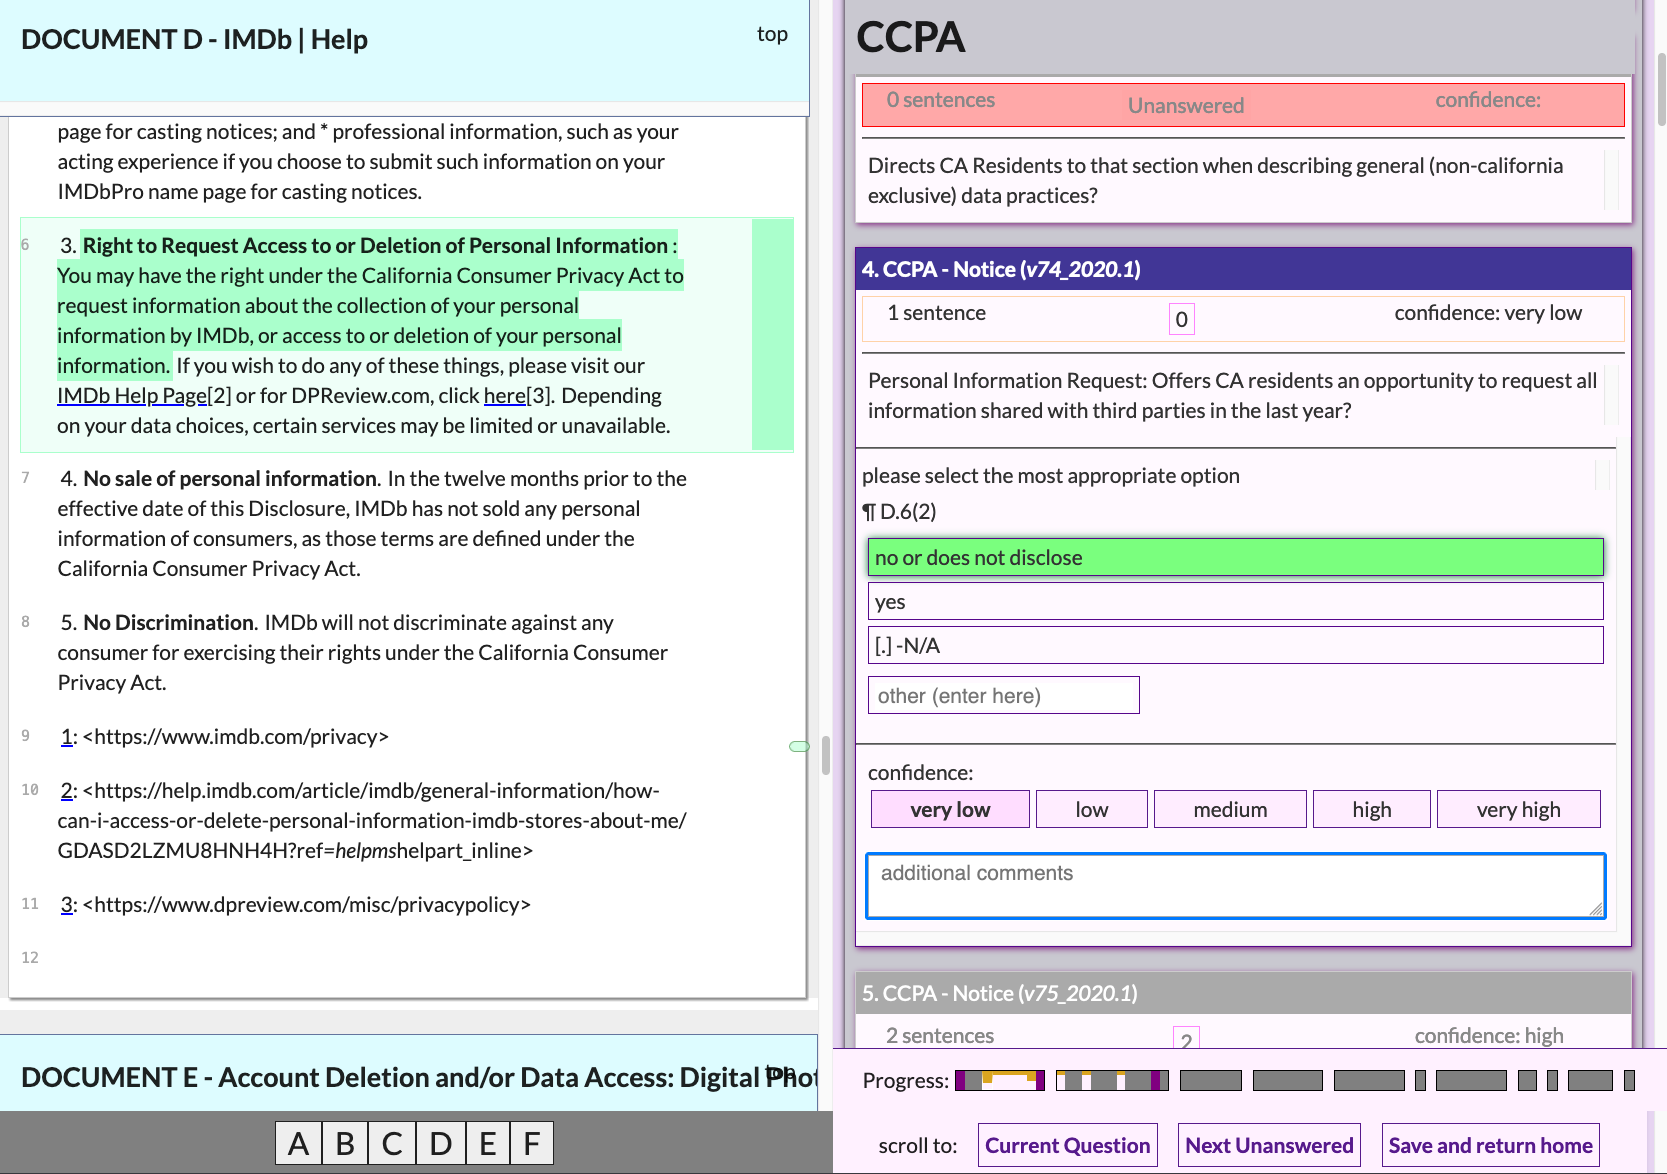 DOCUMENT D - IMDb | Help
top
page for casting notices; and * professional information, such as your
acting experience if you choose to submit such information on your
IMDbPro name page for casting notices.
6 3. Right to Request Access to or Deletion of Personal Information :
You may have the right under the California Consumer Privacy Act to
request information about the collection of your personal
information by IMDb, or access to or deletion of your personal
information. If you wish to do any of these things, please visit our
IMDb Help Page[2] or for DPReview.com, click here[3]. Depending
on your data choices, certain services may be limited or unavailable.
7 4. No sale of personal information. In the twelve months prior to the
effective date of this Disclosure, IMDb has not sold any personal
information of consumers, as those terms are defined under the
California Consumer Privacy Act.
8 5. No Discrimination. IMDb will not discriminate against any
consumer for exercising their rights under the California Consumer
Privacy Act.
9 1: <https://www.imdb.com/privacy>
10 2: <https://help.imdb.com/article/imdb/general-information/how-
can-i-access-or-delete-personal-information-imdb-stores-about-me/
GDASD2LZMU8HNH4H?ref=helpmshelpart_inline>
11 3: <https://www.dpreview.com/misc/privacypolicy>
12
DOCUMENT E - Account Deletion and/or Data Access: Digital Phot
top
A B C D E F
CCPA
0 sentences Unanswered confidence:
Directs CA Residents to that section when describing general (non-california
exclusive) data practices?
4. CCPA - Notice (v74_2020.1)
1 sentence 0 confidence: very low
Personal Information Request: Offers CA residents an opportunity to request all
information shared with third parties in the last year?
please select the most appropriate option
¶ D.6(2)
no or does not disclose
yes
[.] -N/A
other (enter here)
confidence:
very low low medium high very high
additional comments
5. CCPA - Notice (v75_2020.1)
2 sentences 2 confidence: high
Progress:
scroll to: Current Question Next Unanswered Save and return home